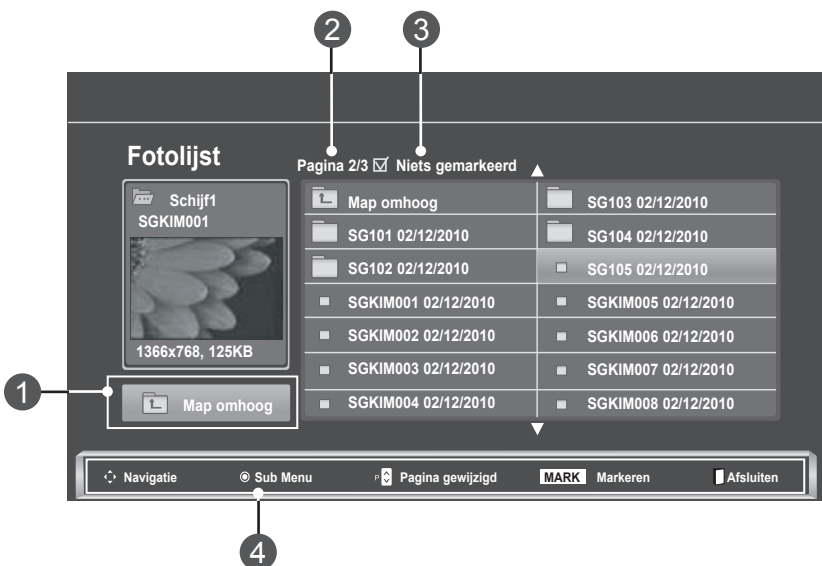 2 3
Fotolijst
Pagina 2/3 Niets gemarkeerd
Schijf1
SGKIM001
1366x768, 125KB
1
Map omhoog
Map omhoog
SG101 02/12/2010
SG102 02/12/2010
SGKIM001 02/12/2010
SGKIM002 02/12/2010
SGKIM003 02/12/2010
SGKIM004 02/12/2010
SG103 02/12/2010
SG104 02/12/2010
SG105 02/12/2010
SGKIM005 02/12/2010
SGKIM006 02/12/2010
SGKIM007 02/12/2010
SGKIM008 02/12/2010
Navigatie Sub Menu P Pagina gewijzigd MARK Markeren Afsluiten
4